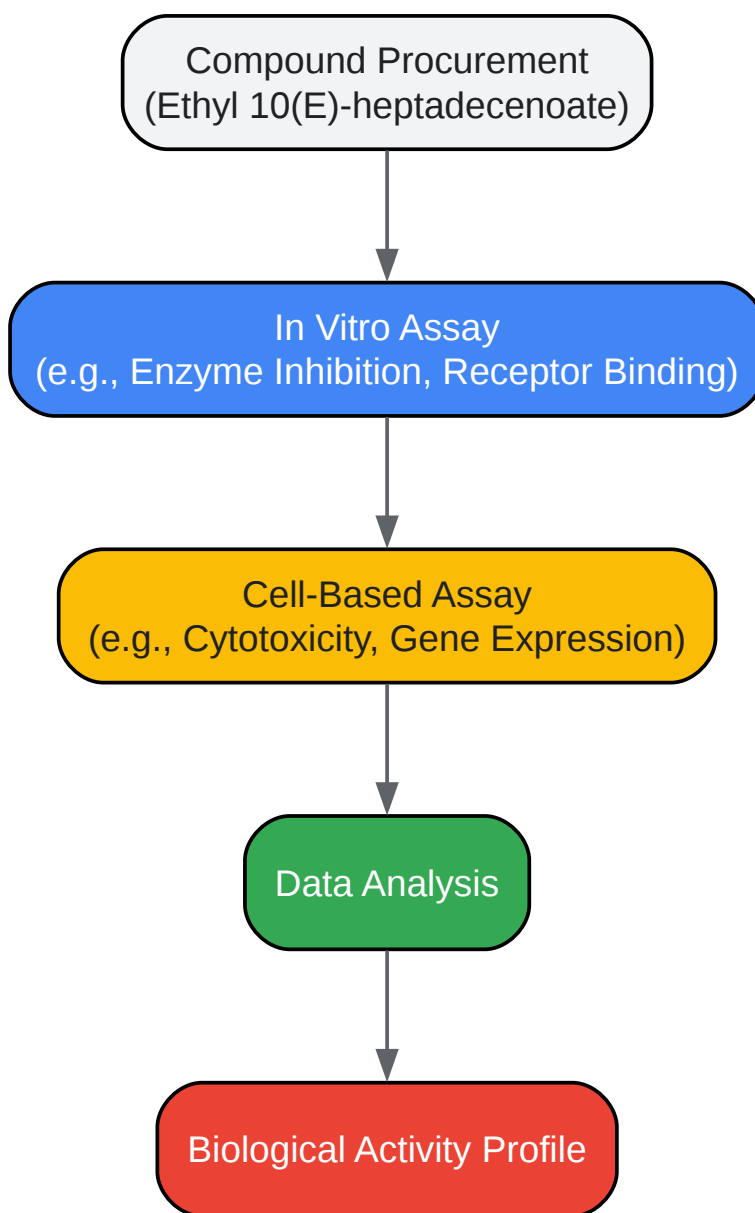 Compound Procurement
(Ethyl 10(E)-heptadecenoate)
In Vitro Assay
(e.g., Enzyme Inhibition, Receptor Binding)
Cell-Based Assay
(e.g., Cytotoxicity, Gene Expression)
Data Analysis
Biological Activity Profile